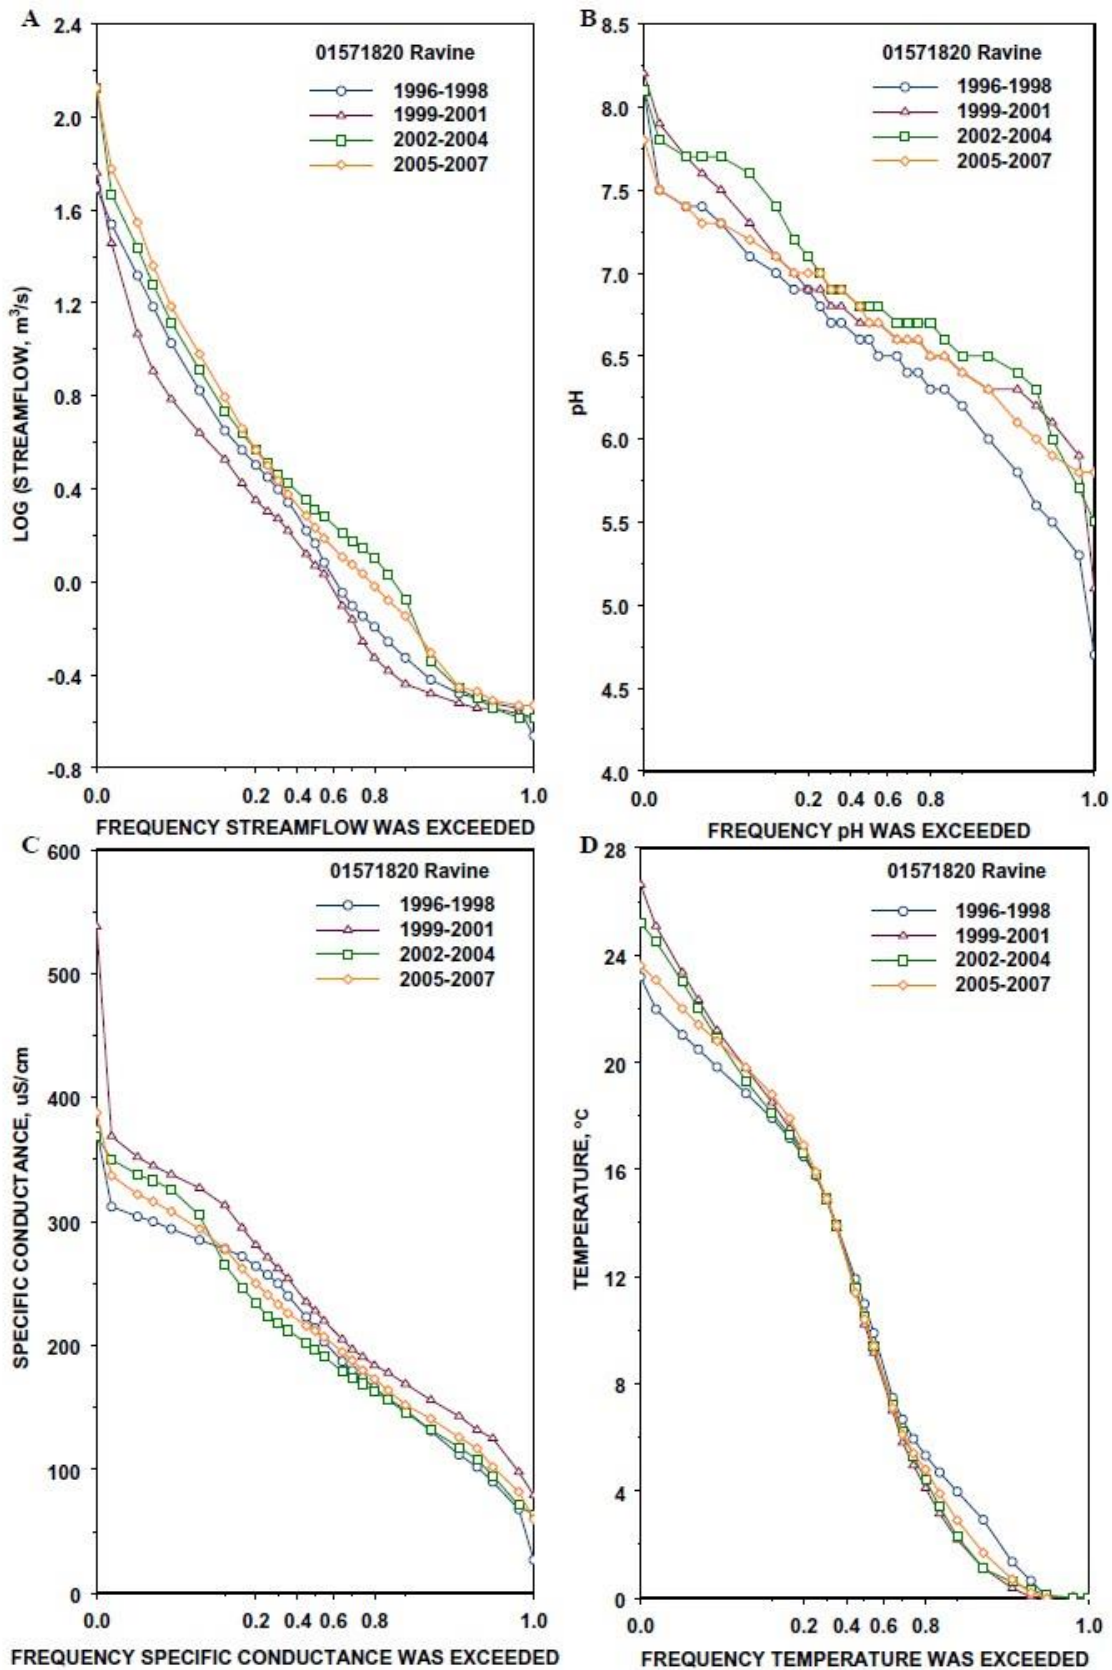 A
LOG (STREAMFLOW, m³/s)
2.4
2.0
1.6
1.2
0.8
0.4
0.0
-0.4
-0.8
01571820 Ravine
1996-1998
1999-2001
2002-2004
2005-2007
0.0 0.2 0.4 0.6 0.8 1.0
FREQUENCY STREAMFLOW WAS EXCEEDED
B
pH
8.5
8.0
7.5
7.0
6.5
6.0
5.5
5.0
4.5
4.0
01571820 Ravine
1996-1998
1999-2001
2002-2004
2005-2007
0.0 0.2 0.4 0.6 0.8 1.0
FREQUENCY pH WAS EXCEEDED
C
SPECIFIC CONDUCTANCE, uS/cm
600
500
400
300
200
100
0
01571820 Ravine
1996-1998
1999-2001
2002-2004
2005-2007
0.0 0.2 0.4 0.6 0.8 1.0
FREQUENCY SPECIFIC CONDUCTANCE WAS EXCEEDED
D
TEMPERATURE, °C
28
24
20
16
12
8
4
0
01571820 Ravine
1996-1998
1999-2001
2002-2004
2005-2007
0.0 0.2 0.4 0.6 0.8 1.0
FREQUENCY TEMPERATURE WAS EXCEEDED